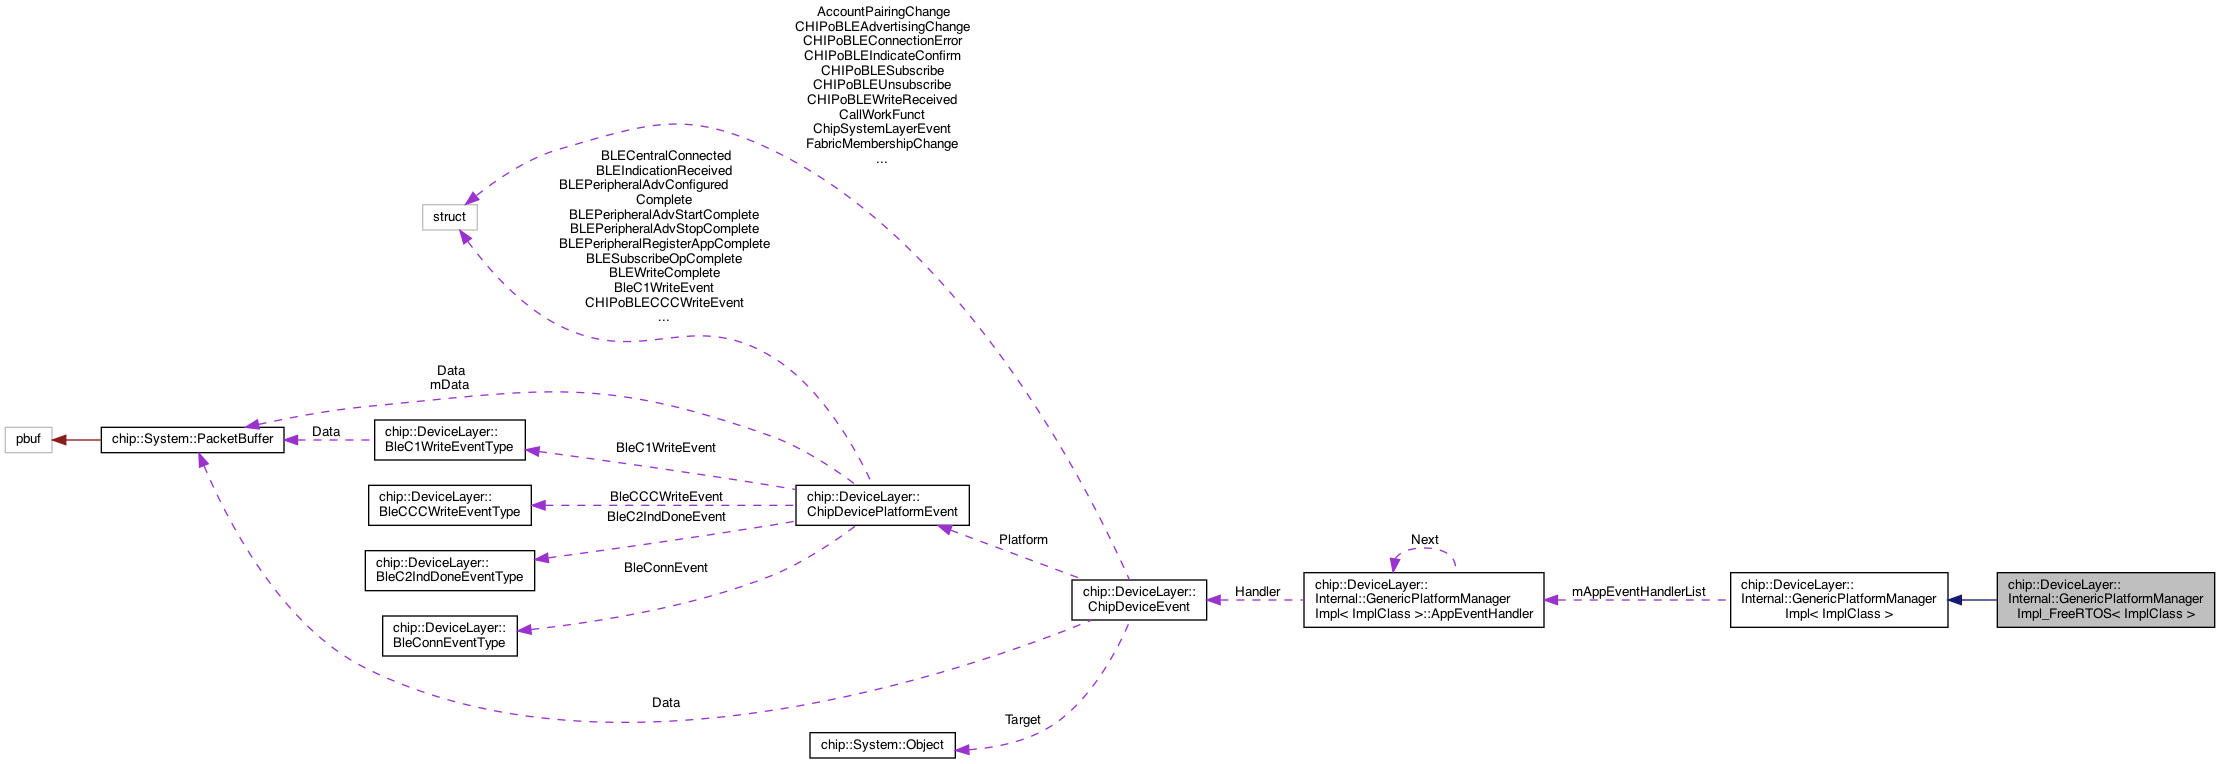 AccountPairingChange
CHIPoBLEAdvertisingChange
CHIPoBLEConnectionError
CHIPoBLEIndicateConfirm
CHIPoBLESubscribe
CHIPoBLEUnsubscribe
CHIPoBLEWriteReceived
CallWorkFunct
ChipSystemLayerEvent
FabricMembershipChange
...
BLECentralConnected
BLEIndicationReceived
BLEPeripheralAdvConfigured
Complete
BLEPeripheralAdvStartComplete
BLEPeripheralAdvStopComplete
BLEPeripheralRegisterAppComplete
BLESubscribeOpComplete
BLEWriteComplete
BleC1WriteEvent
CHIPoBLECCCWriteEvent
...
struct
Data
mData
pbuf
chip::System::PacketBuffer
Data
chip::DeviceLayer::
BleC1WriteEventType
BleC1WriteEvent
chip::DeviceLayer::
BleCCCWriteEventType
BleCCCWriteEvent
BleC2IndDoneEvent
chip::DeviceLayer::
ChipDevicePlatformEvent
chip::DeviceLayer::
BleC2IndDoneEventType
BleConnEvent
Platform
chip::DeviceLayer::
BleConnEventType
chip::DeviceLayer::
ChipDeviceEvent
Handler
Next
chip::DeviceLayer::
Internal::GenericPlatformManager
Impl< ImplClass >::AppEventHandler
mAppEventHandlerList
chip::DeviceLayer::
Internal::GenericPlatformManager
Impl< ImplClass >
chip::DeviceLayer::
Internal::GenericPlatformManager
Impl_FreeRTOS< ImplClass >
Data
Target
chip::System::Object